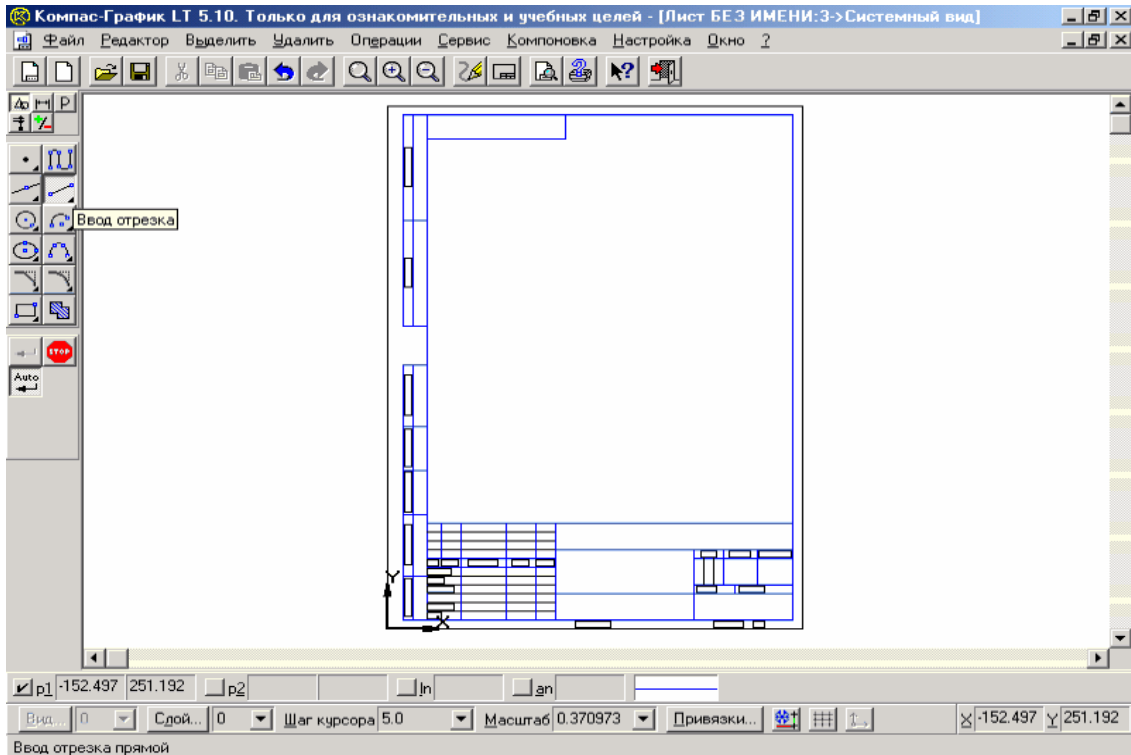 Компас-График LT 5.10. Только для ознакомительных и учебных целей - [Лист БЕЗ ИМЕНИ:3->Системный вид]
Файл Редактор Выделить Удалить Операции Сервис Компоновка Настройка Окно ?
P
Ввод отрезка
STOP
Auto
Y
X
p1 -152.497 251.192 p2 ln an
Вид... 0 Слой... 0 Шаг курсора 5.0 Масштаб 0.370973 Привязки... X -152.497 Y 251.192
Ввод отрезка прямой